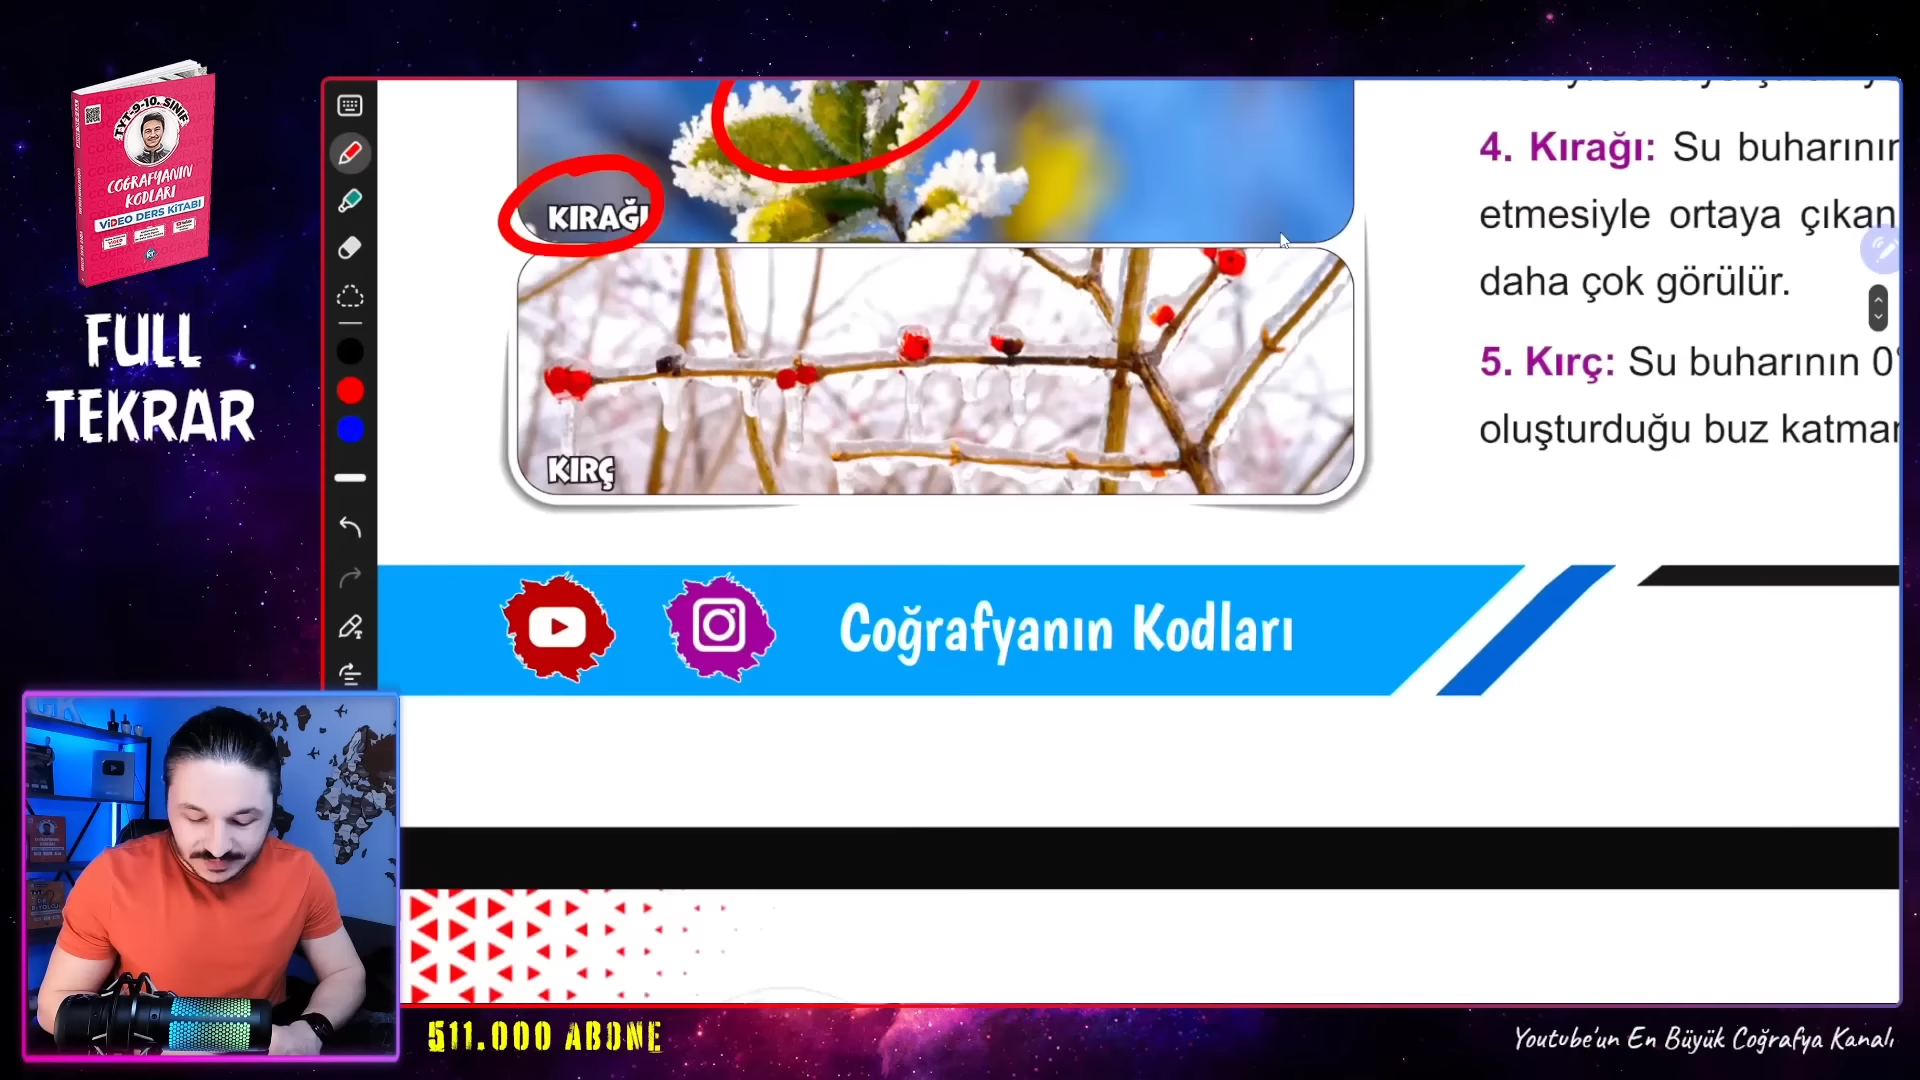 TYT-9-10. SINIF
COĞRAFYANIN
KODLARI
VİDEO DERS KİTABI
FULL
TEKRAR
KIRAĞI
KIRÇ
4. Kırağı: Su buharının
etmesiyle ortaya çıkan
daha çok görülür.
5. Kırç: Su buharının 0°
oluşturduğu buz katman
Coğrafyanın Kodları
511.000 ABONE
Youtube'un En Büyük Coğrafya Kanalı